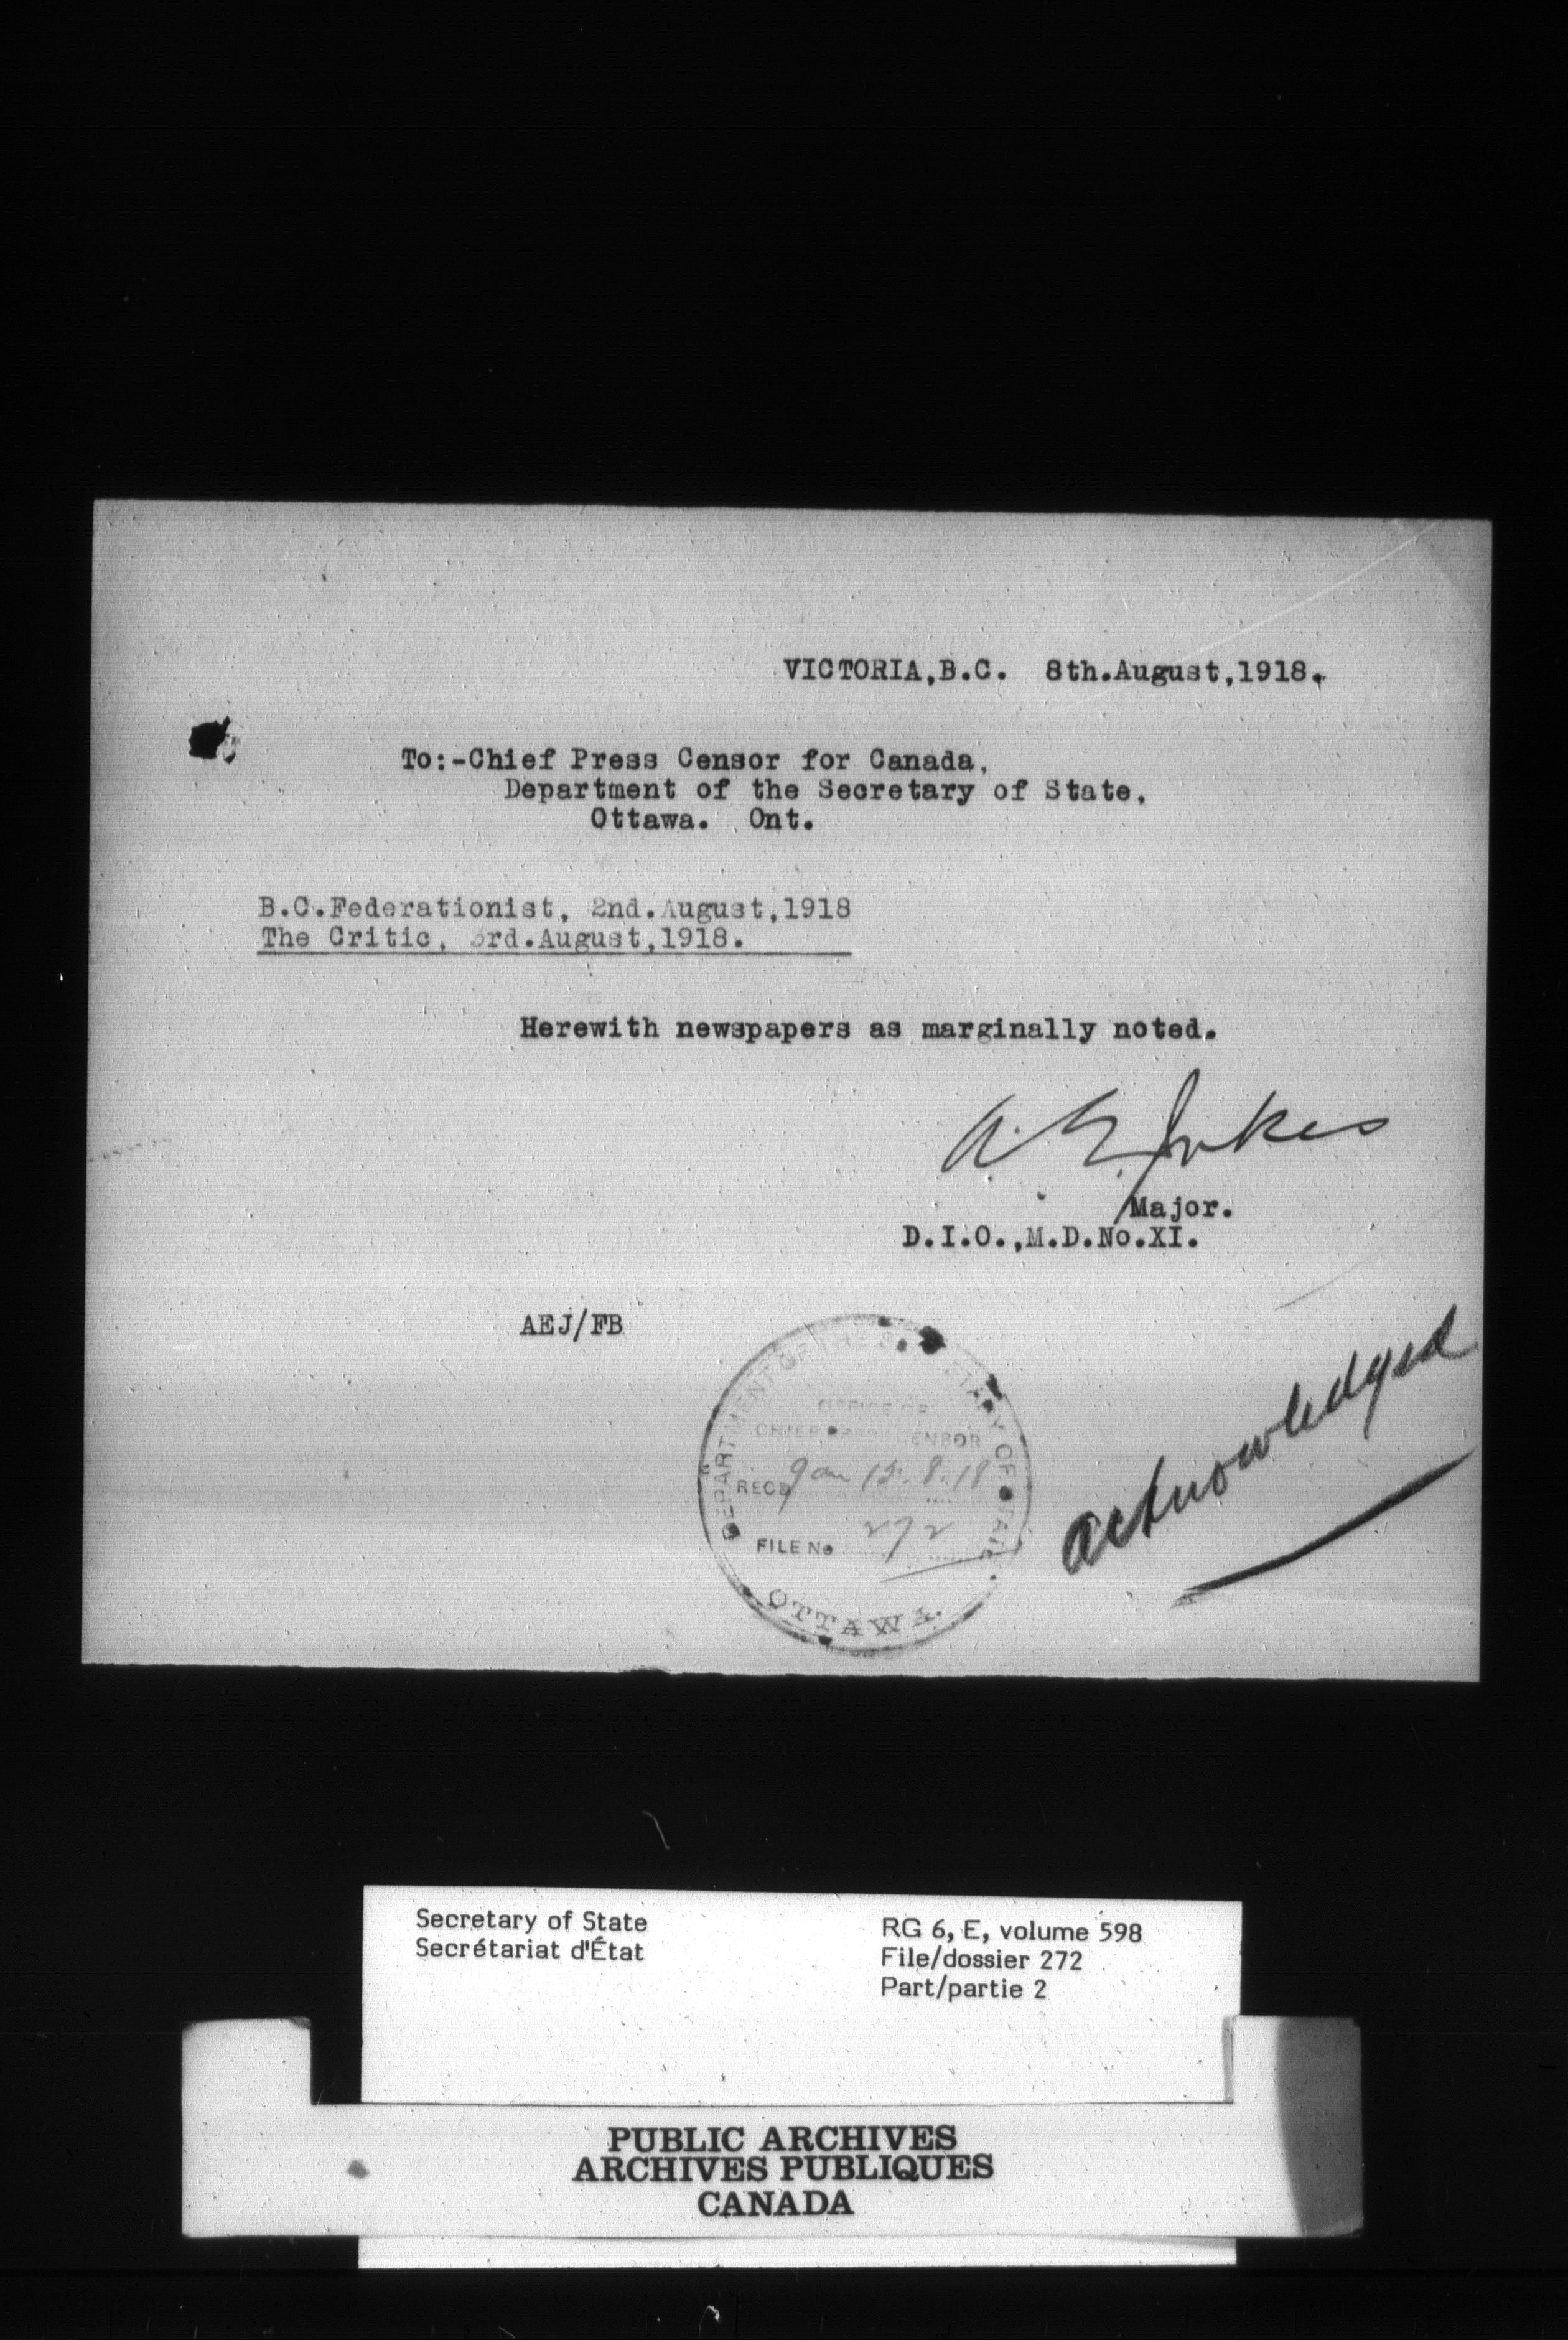 VICTORIA,B.C. 8th.August,1918.
To:-Chief Press Censor for Canada,
Department of the Secretary of State,
Ottawa. Ont.
B.C.Federationist, 2nd.August,1918
The Critic, 3rd.August,1918.
Herewith newspapers as marginally noted.
A. E. Jukes
Major.
D.I.O.,M.D.No.XI.
AEJ/FB
DEPARTMENT OF THE SECRETARY OF STATE
OFFICE OF
CHIEF PRESS CENSOR
RECD 9am 15.8.18
FILE No 272
OTTAWA.
Acknowledged
Secretary of State
Secrétariat d'État
RG 6, E, volume 598
File/dossier 272
Part/partie 2
PUBLIC ARCHIVES
ARCHIVES PUBLIQUES
CANADA